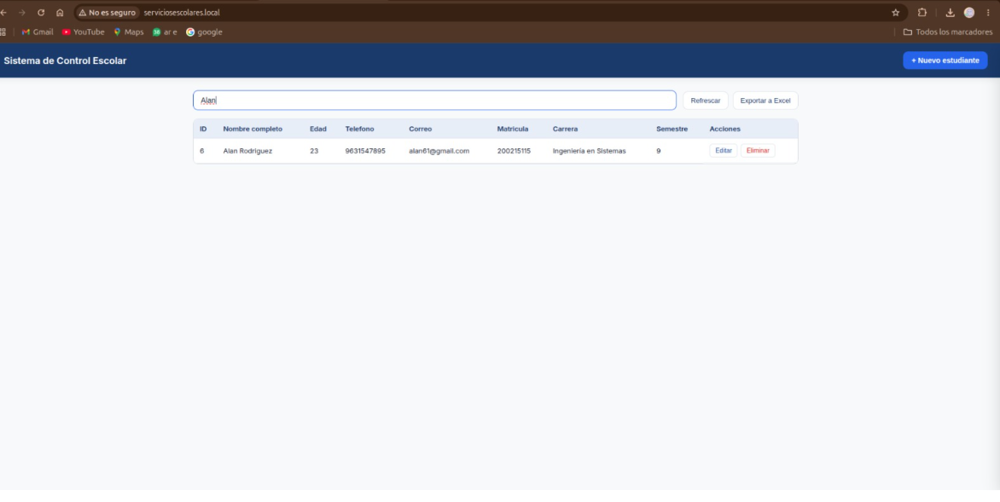 No es seguro serviciosescolares.local
Gmail YouTube Maps ar e google Todos los marcadores
Sistema de Control Escolar + Nuevo estudiante
Alan Refrescar Exportar a Excel
ID Nombre completo Edad Telefono Correo Matricula Carrera Semestre Acciones
6 Alan Rodriguez 23 9631547895 alan61@gmail.com 200215115 Ingeniería en Sistemas 9 Editar Eliminar